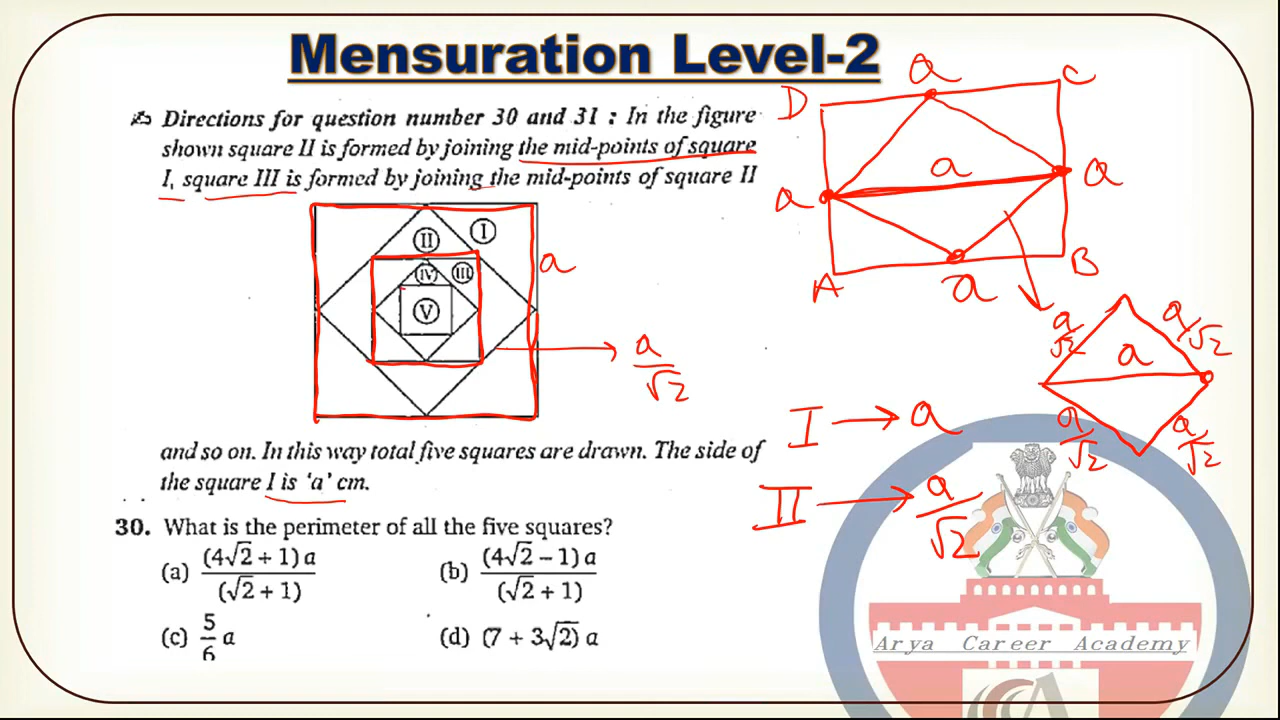 Mensuration Level-2
✍ Directions for question number 30 and 31 : In the figure
shown square II is formed by joining the mid-points of square
I, square III is formed by joining the mid-points of square II
I
II
III
IV
V
a
a/√2
and so on. In this way total five squares are drawn. The side of
the square I is 'a' cm.
30. What is the perimeter of all the five squares?
(a) (4√2 + 1) a / (√2 + 1)
(b) (4√2 − 1) a / (√2 + 1)
(c) 5/6 a
(d) (7 + 3√2) a
D a C
a a a
A a B
a/√2 a/√2
a
a/√2 a/√2
I → a
II → a/√2
Arya Career Academy